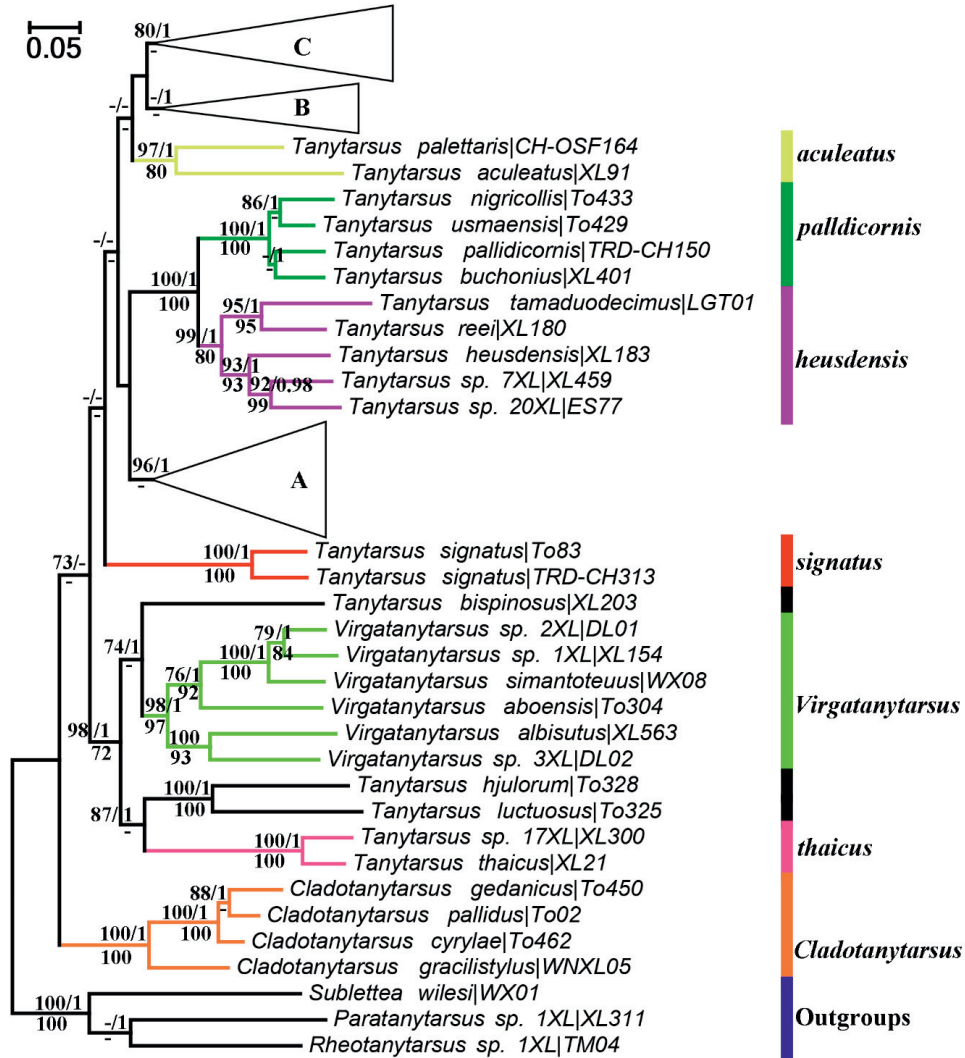 80/1
-
C
0.05
-/1
-
B
-/-
-
97/1
80
Tanytarsus palettaris|CH-OSF164
Tanytarsus aculeatus|XL91
aculeatus
86/1
-
Tanytarsus nigricollis|To433
Tanytarsus usmaensis|To429
100/1
100
-/1
Tanytarsus pallidicornis|TRD-CH150
Tanytarsus buchonius|XL401
palldicornis
-/-
-
100/1
100
95/1
95
Tanytarsus tamaduodecimus|LGT01
Tanytarsus reei|XL180
99/1
80
93/1
93
Tanytarsus heusdensis|XL183
92/0.98
99
Tanytarsus sp. 7XL|XL459
Tanytarsus sp. 20XL|ES77
heusdensis
-/-
-
96/1
-
A
100/1
100
Tanytarsus signatus|To83
Tanytarsus signatus|TRD-CH313
signatus
73/-
-
Tanytarsus bispinosus|XL203
74/1
-
79/1
84
Virgatanytarsus sp. 2XL|DL01
Virgatanytarsus sp. 1XL|XL154
100/1
100
Virgatanytarsus simantoteuus|WX08
76/1
92
Virgatanytarsus aboensis|To304
98/1
97
100
93
Virgatanytarsus albisutus|XL563
Virgatanytarsus sp. 3XL|DL02
Virgatanytarsus
98/1
72
100/1
100
Tanytarsus hjulorum|To328
Tanytarsus luctuosus|To325
87/1
-
100/1
100
Tanytarsus sp. 17XL|XL300
Tanytarsus thaicus|XL21
thaicus
88/1
-
Cladotanytarsus gedanicus|To450
Cladotanytarsus pallidus|To02
100/1
100
Cladotanytarsus cyrylae|To462
100/1
100
Cladotanytarsus gracilistylus|WNXL05
Cladotanytarsus
100/1
100
Sublettea wilesi|WX01
-/1
-
Paratanytarsus sp. 1XL|XL311
Rheotanytarsus sp. 1XL|TM04
Outgroups